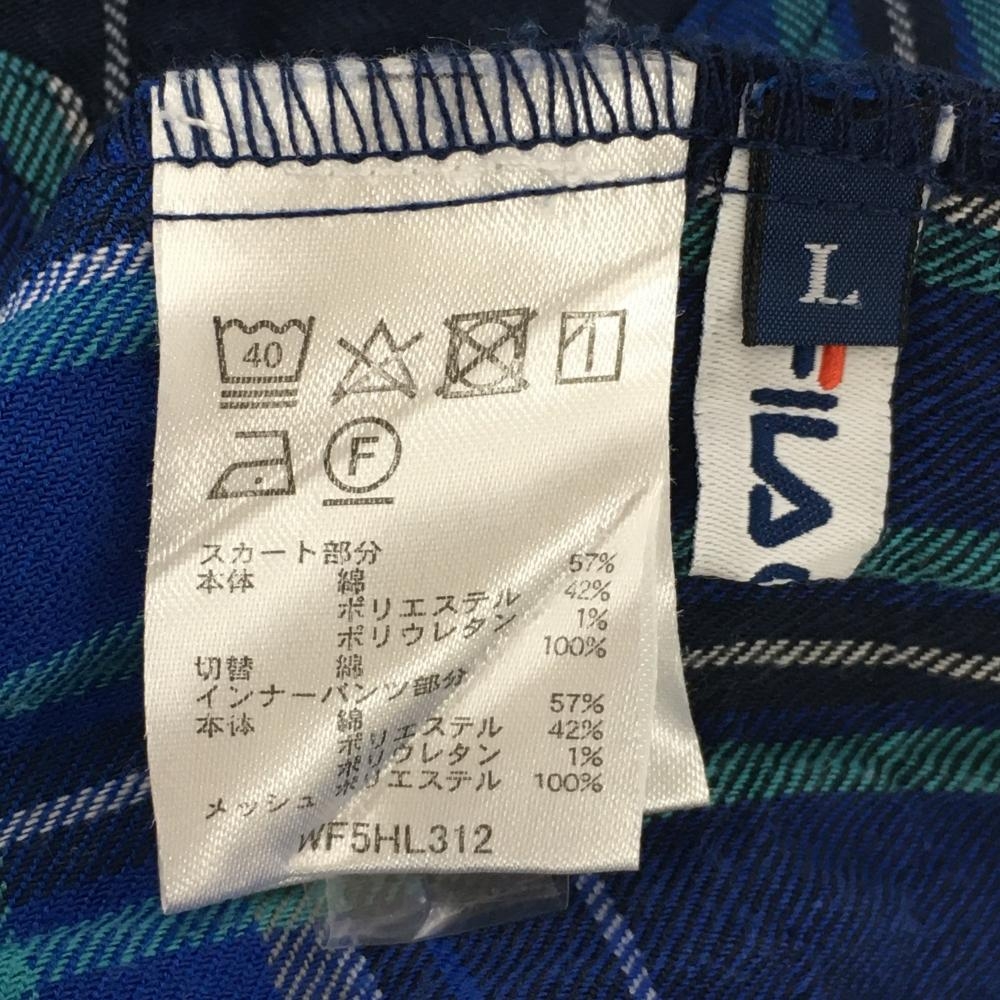 40
F
スカート部分
本体 綿 57%
ポリエステル 42%
ポリウレタン 1%
切替 綿 100%
インナーパンツ部分
本体 綿 57%
ポリエステル 42%
ポリウレタン 1%
メッシュ ポリエステル 100%
WF5HL312
L
FILA